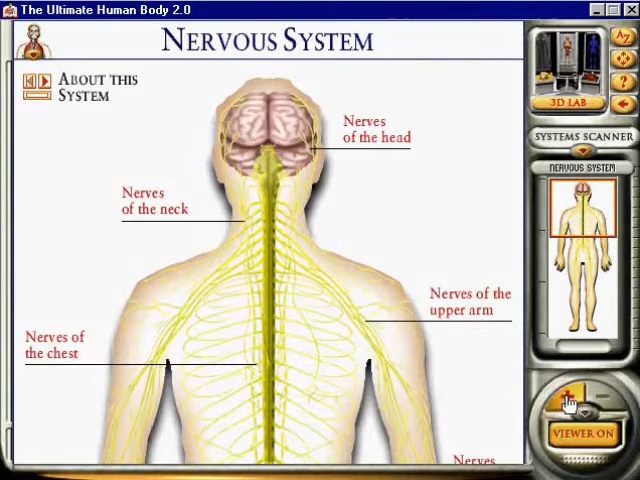 The Ultimate Human Body 2.0
NERVOUS SYSTEM
ABOUT THIS
SYSTEM
AZ
?
3D LAB
SYSTEMS SCANNER
NERVOUS SYSTEM
Nerves
of the head
Nerves
of the neck
Nerves of the
upper arm
Nerves of
the chest
VIEWER ON
Nerves